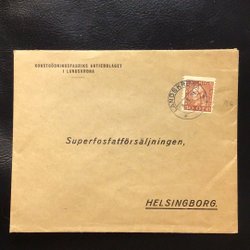 KONSTGÖDNINGSFABRIKS AKTIEBOLAGET
I LANDSKRONA
Superfosfatförsäljningen,
HELSINGBORG.